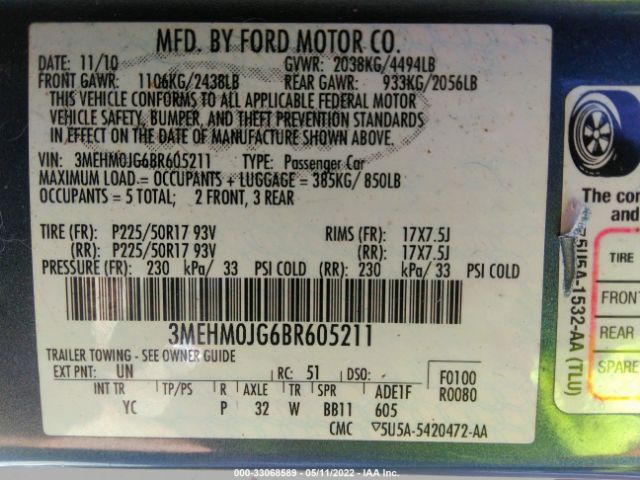 MFD. BY FORD MOTOR CO.
DATE: 11/10 GVWR: 2038KG/4494LB
FRONT GAWR: 1106KG/2438LB REAR GAWR: 933KG/2056LB
THIS VEHICLE CONFORMS TO ALL APPLICABLE FEDERAL MOTOR
VEHICLE SAFETY, BUMPER, AND THEFT PREVENTION STANDARDS
IN EFFECT ON THE DATE OF MANUFACTURE SHOWN ABOVE.
VIN: 3MEHM0JG6BR605211 TYPE: Passenger Car
MAXIMUM LOAD = OCCUPANTS + LUGGAGE = 385KG/ 850LB
OCCUPANTS = 5 TOTAL; 2 FRONT, 3 REAR
TIRE (FR): P225/50R17 93V RIMS (FR): 17X7.5J
(RR): P225/50R17 93V (RR): 17X7.5J
PRESSURE (FR): 230 kPa/ 33 PSI COLD (RR): 230 kPa/ 33 PSI COLD
3MEHM0JG6BR605211
TRAILER TOWING - SEE OWNER GUIDE
EXT PNT: UN RC: 51 DSO: F0100
INT TR TP/PS R AXLE TR SPR ADE1F R0080
YC P 32 W BB11 605
CMC 5U5A-5420472-AA
The co
and
TIRE
FRONT
REAR
SPARE
75U5A-1532-AA (TLU)
© Owner - 33068589 - 05/11/2022 - IAA Inc.